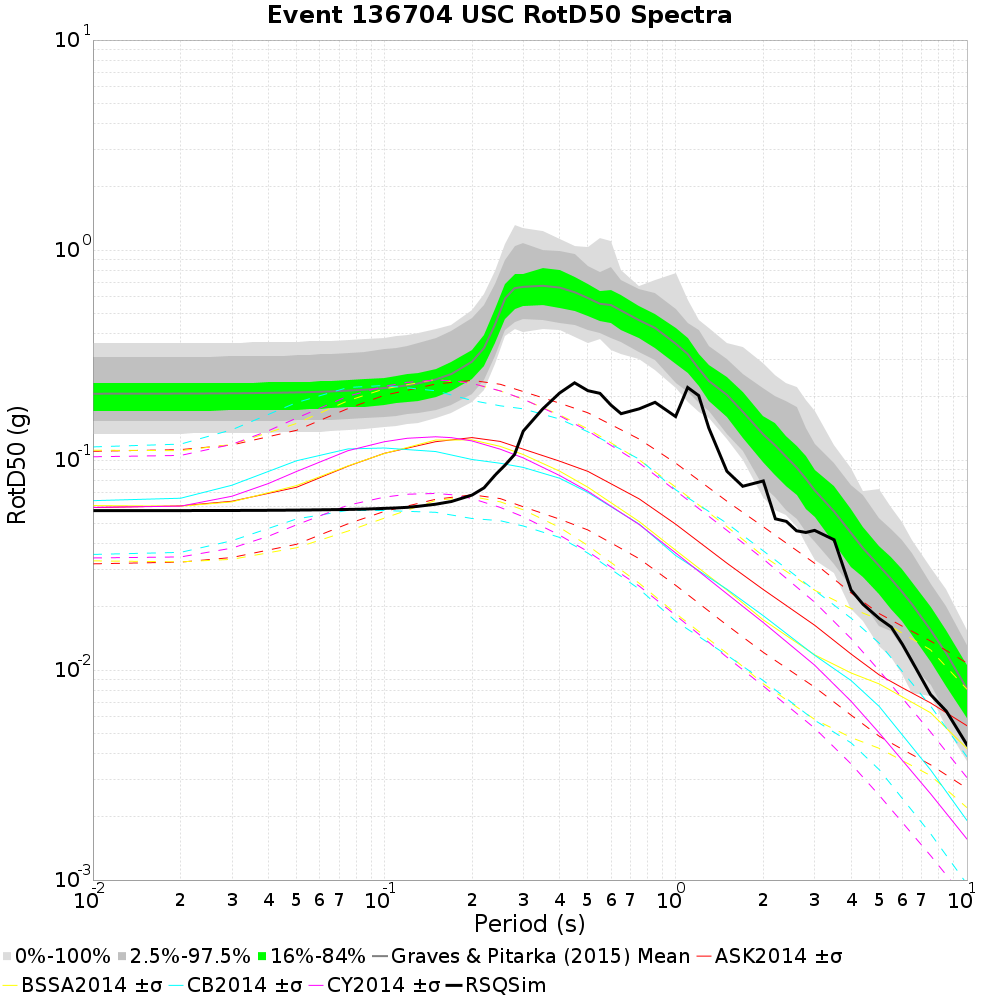 Event 136704 USC RotD50 Spectra
RotD50 (g)
10^1
10^0
10^-1
10^-2
10^-3
10^-2 2 3 4 5 6 7 10^-1 2 3 4 5 6 7 10^0 2 3 4 5 6 7 10^1
Period (s)
0%-100% 2.5%-97.5% 16%-84% Graves & Pitarka (2015) Mean ASK2014 ±σ
BSSA2014 ±σ CB2014 ±σ CY2014 ±σ RSQSim